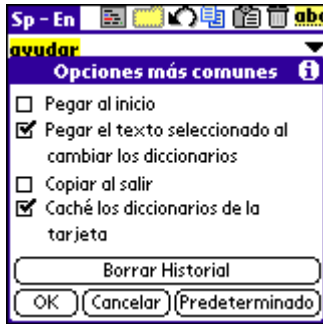 Sp - En abc
ayudar
Opciones más comunes
Pegar al inicio
Pegar el texto seleccionado al
cambiar los diccionarios
Copiar al salir
Caché los diccionarios de la
tarjeta
Borrar Historial
OK Cancelar Predeterminado